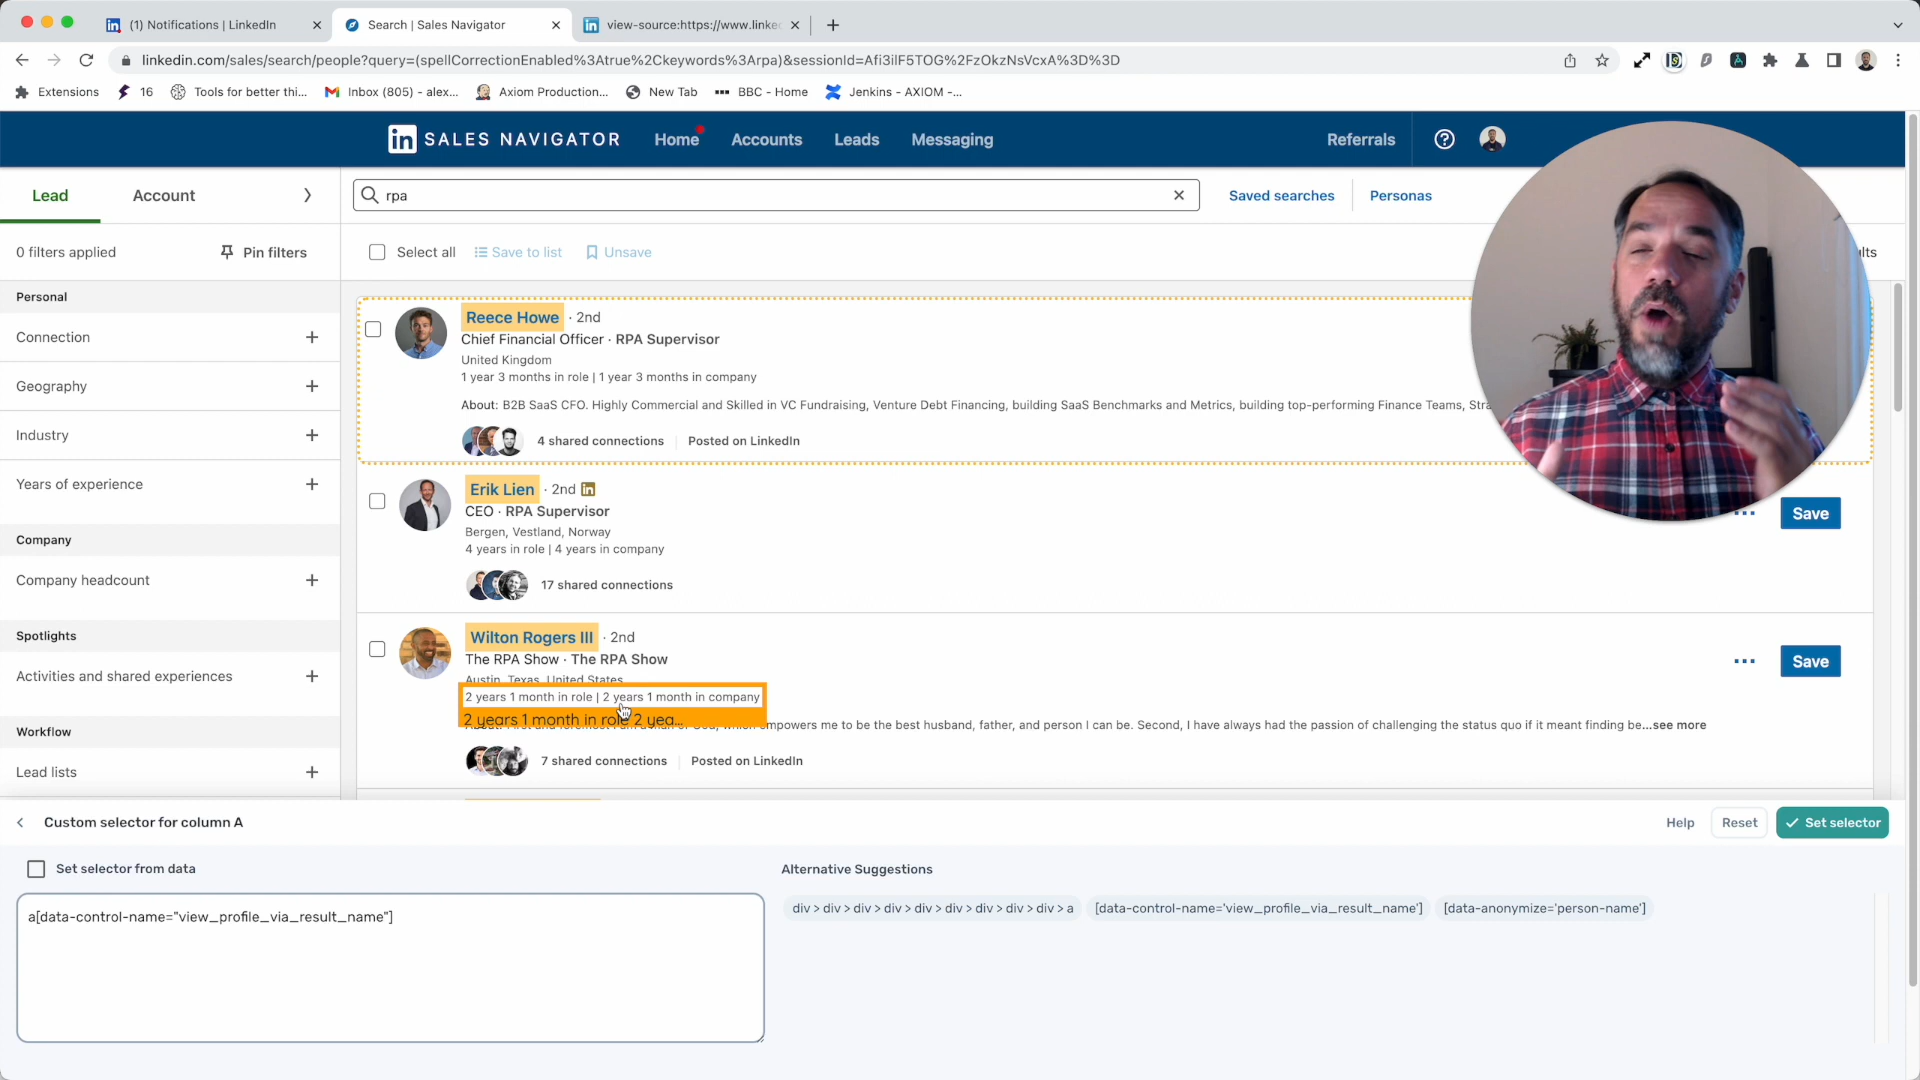 (1) Notifications | LinkedIn
Search | Sales Navigator
view-source:https://www.linke
linkedin.com/sales/search/people?query=(spellCorrectionEnabled%3Atrue%2Ckeywords%3Arpa)&sessionId=Afi3ilF5TOG%2FzOkzNsVcxA%3D%3D
Extensions
16
Tools for better thi...
Inbox (805) - alex...
Axiom Production...
New Tab
BBC - Home
Jenkins - AXIOM -...
in SALES NAVIGATOR
Home
Accounts
Leads
Messaging
Referrals
Lead
Account
rpa
Saved searches
Personas
0 filters applied
Pin filters
Select all
Save to list
Unsave
lts
Personal
Connection
Geography
Industry
Years of experience
Company
Company headcount
Spotlights
Activities and shared experiences
Workflow
Lead lists
Reece Howe · 2nd
Chief Financial Officer · RPA Supervisor
United Kingdom
1 year 3 months in role | 1 year 3 months in company
About: B2B SaaS CFO. Highly Commercial and Skilled in VC Fundraising, Venture Debt Financing, building SaaS Benchmarks and Metrics, building top-performing Finance Teams, Stra
4 shared connections
Posted on LinkedIn
Erik Lien · 2nd in
CEO · RPA Supervisor
Bergen, Vestland, Norway
4 years in role | 4 years in company
17 shared connections
Save
Wilton Rogers III · 2nd
The RPA Show · The RPA Show
Austin, Texas, United States
2 years 1 month in role | 2 years 1 month in company
2 years 1 month in role 2 yea...
empowers me to be the best husband, father, and person I can be. Second, I have always had the passion of challenging the status quo if it meant finding be...see more
7 shared connections
Posted on LinkedIn
Save
Custom selector for column A
Help
Reset
Set selector
Set selector from data
a[data-control-name="view_profile_via_result_name"]
Alternative Suggestions
div > div > div > div > div > div > div > div > div > a
[data-control-name='view_profile_via_result_name']
[data-anonymize='person-name']